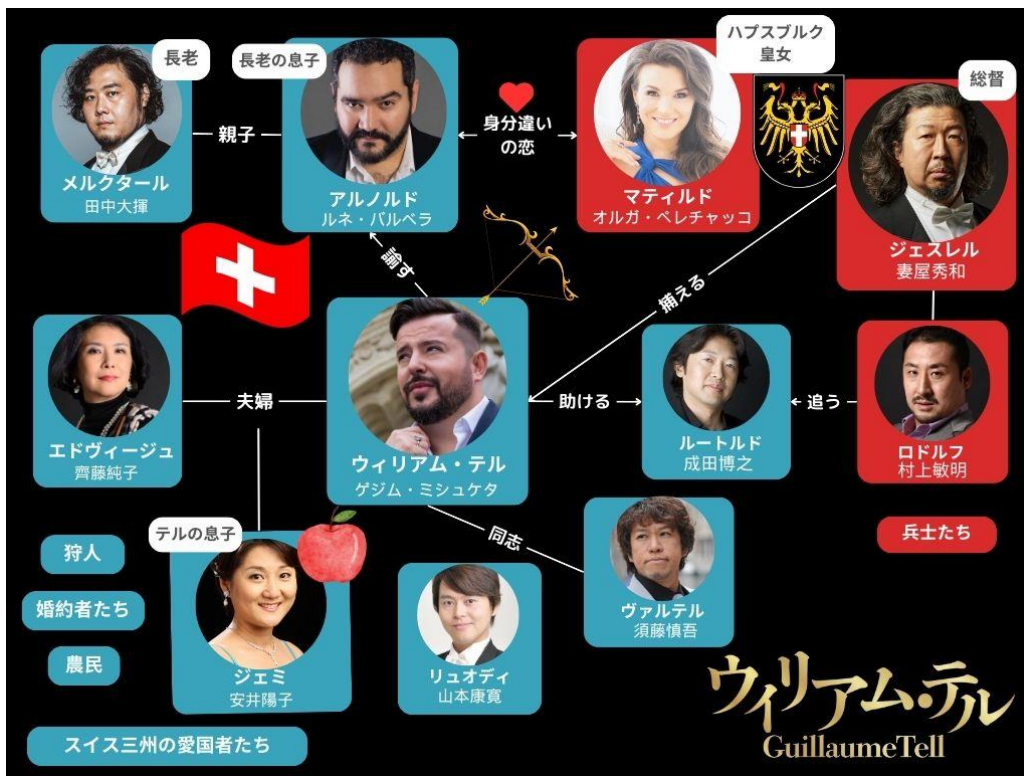 長老
メルクタール
田中大揮
親子
長老の息子
アルノルド
ルネ・バルベラ
身分違い
の恋
ハプスブルク
皇女
マティルド
オルガ・ペレチャッコ
総督
ジェスレル
妻屋秀和
諭す
捕える
エドヴィージュ
齊藤純子
夫婦
ウィリアム・テル
ゲジム・ミシュケタ
助ける
ルートルド
成田博之
追う
ロドルフ
村上敏明
兵士たち
同志
テルの息子
ジェミ
安井陽子
リュオディ
山本康寛
ヴァルテル
須藤慎吾
狩人
婚約者たち
農民
スイス三州の愛国者たち
ウィリアム・テル
GuillaumeTell